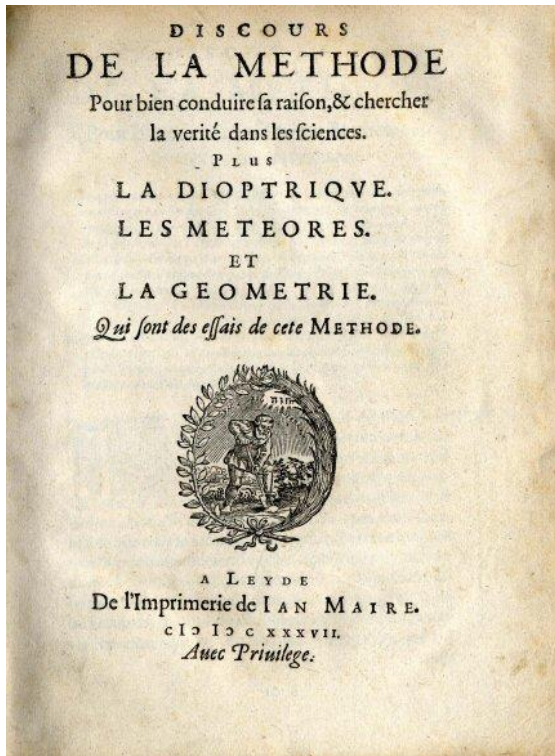 DISCOURS
DE LA METHODE
Pour bien conduire ſa raiſon, & chercher
la verité dans les ſciences.
PLUS
LA DIOPTRIQVE.
LES METEORES.
ET
LA GEOMETRIE.
Qui ſont des eſſais de cete METHODE.
A LEYDE
De l'Imprimerie de IAN MAIRE.
cIↄ Iↄ c xxxvii.
Auec Priuilege.